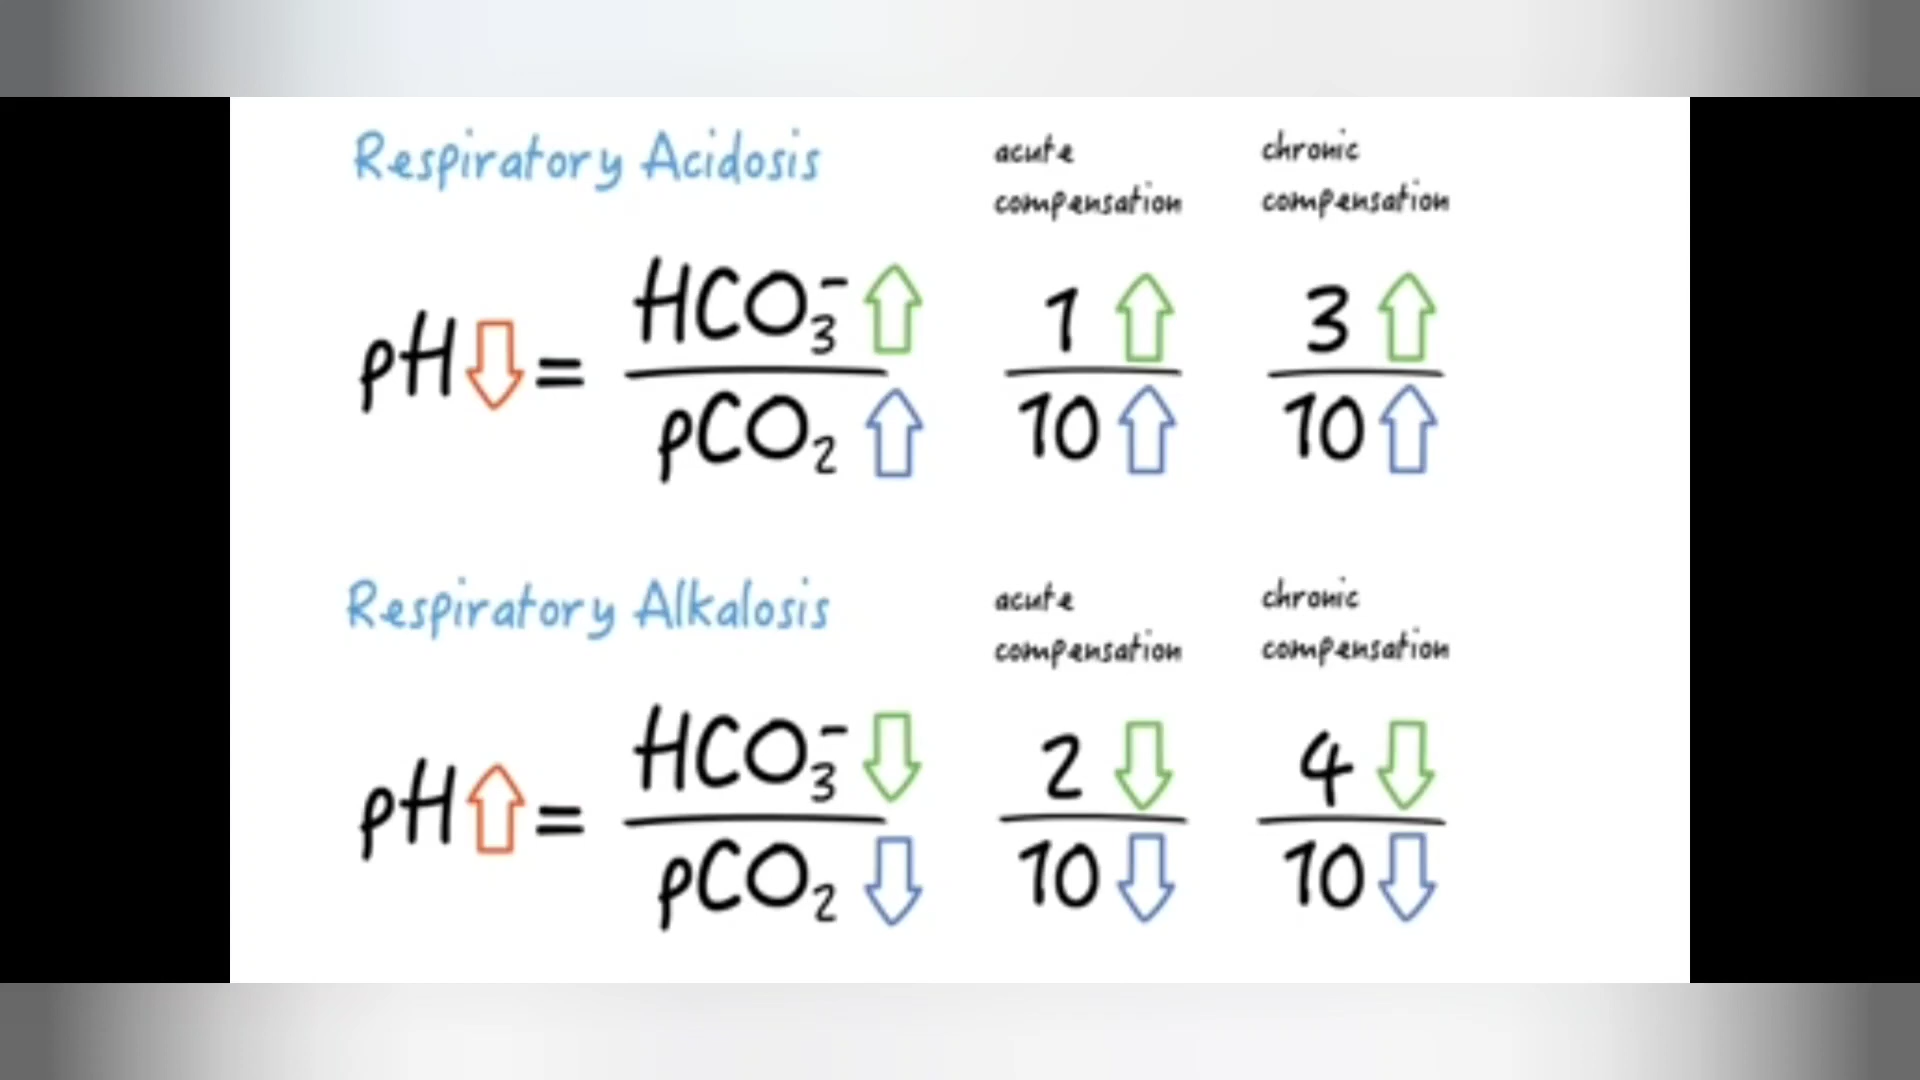 Respiratory Acidosis
acute
compensation
chronic
compensation
pH = HCO₃⁻
pCO₂
1
10
3
10
Respiratory Alkalosis
acute
compensation
chronic
compensation
pH = HCO₃⁻
pCO₂
2
10
4
10